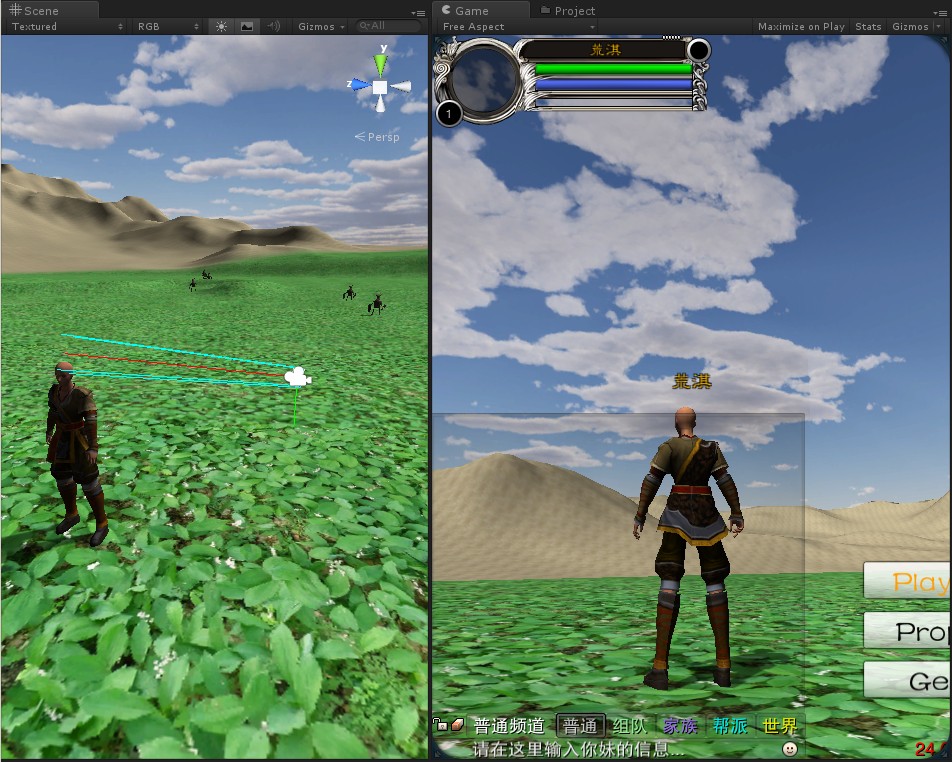 Scene
Game
Project
Textured
RGB
Gizmos
All
Free Aspect
Maximize on Play
Stats
Gizmos
y
z
Persp
荒淇
1
荒淇
Play
Pro
Ge
普通频道 普通 组队 家族 帮派 世界
请在这里输入你妹的信息...
24